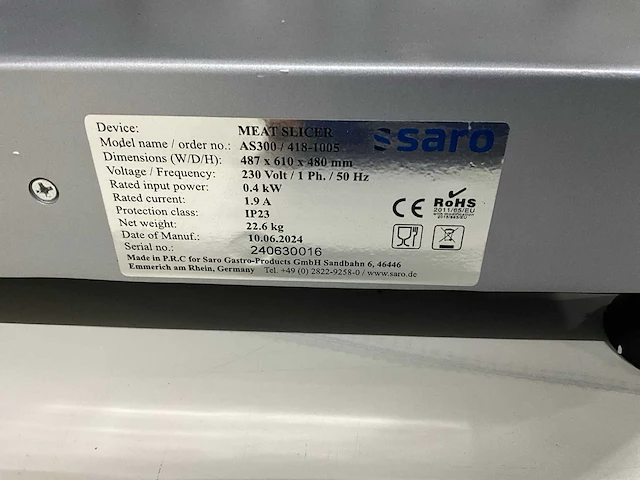 Device: MEAT SLICER
saro
Model name / order no.: AS300 / 418-1005
Dimensions (W/D/H): 487 x 610 x 480 mm
Voltage / Frequency: 230 Volt / 1 Ph. / 50 Hz
Rated input power: 0.4 kW
Rated current: 1.9 A
Protection class: IP23
Net weight: 22.6 kg
Date of Manuf.: 10.06.2024
Serial no.: 240630016
CE
RoHS
2011/65/EU
Made in P.R.C for Saro Gastro-Products GmbH Sandbahn 6, 46446
Emmerich am Rhein, Germany Tel. +49 (0) 2822-9258-0 / www.saro.de